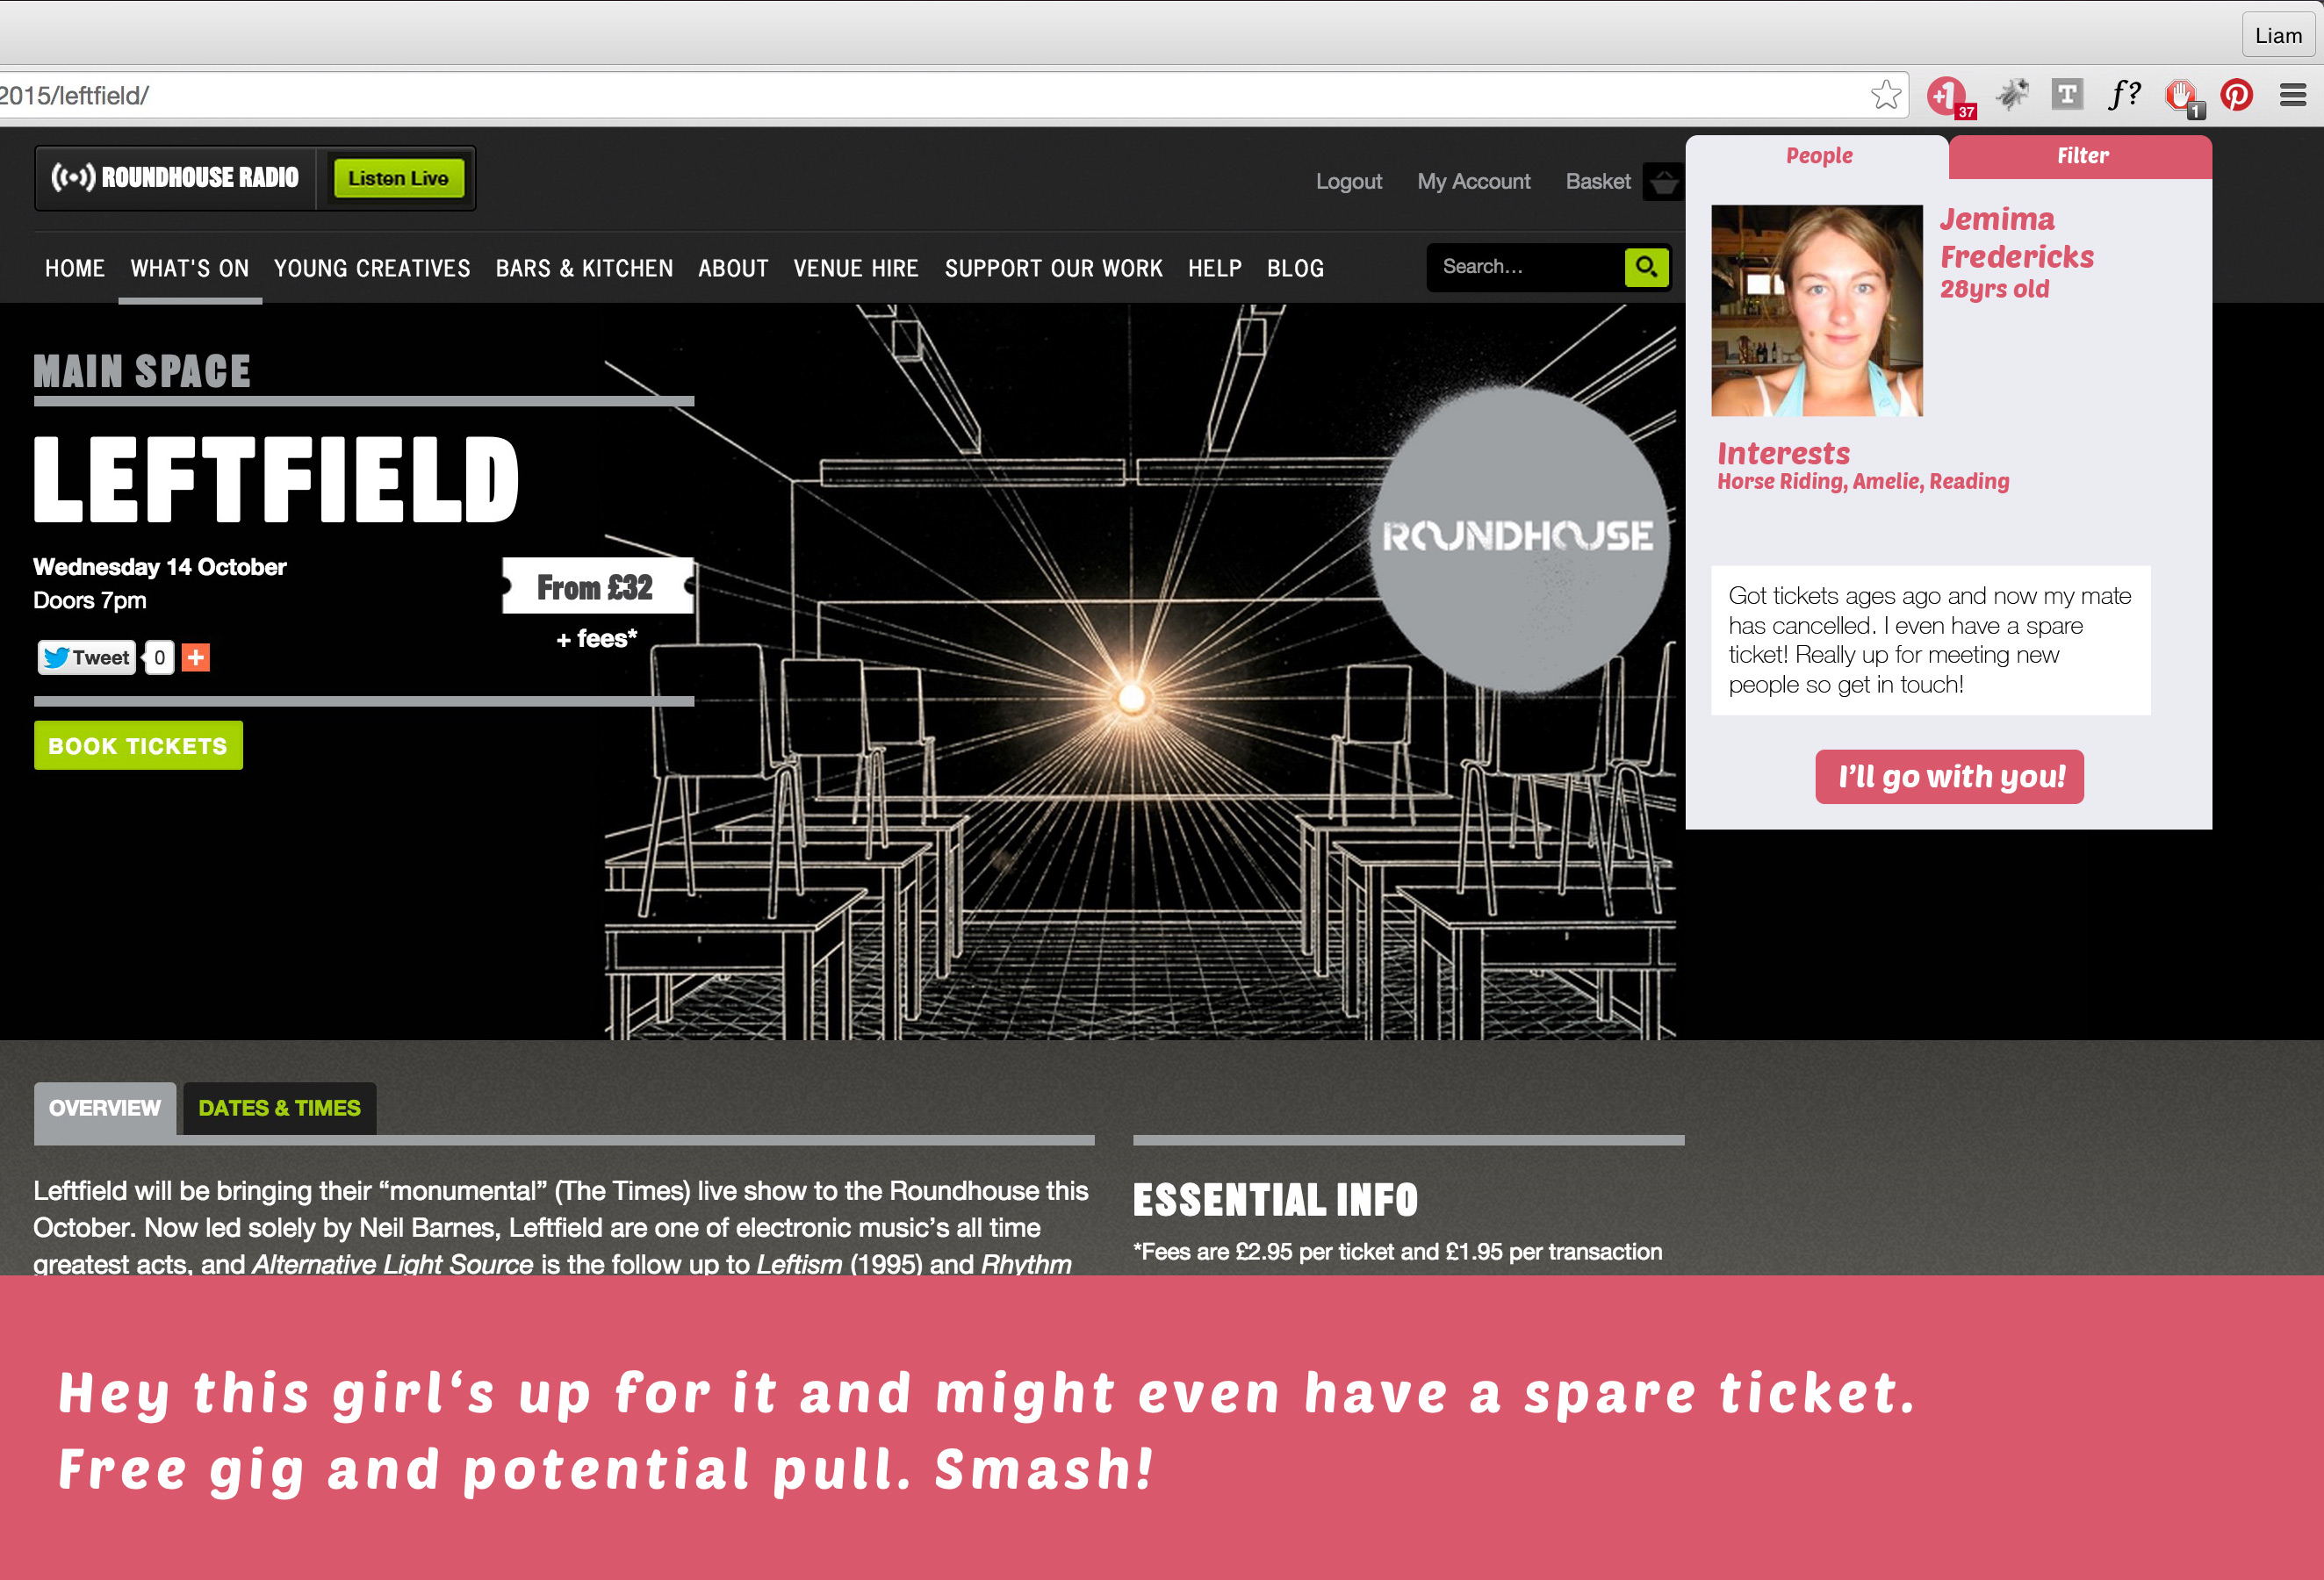 Liam
2015/leftfield/
+1
37
T
f?
1
ROUNDHOUSE RADIO
Listen Live
Logout
My Account
Basket
HOME
WHAT'S ON
YOUNG CREATIVES
BARS & KITCHEN
ABOUT
VENUE HIRE
SUPPORT OUR WORK
HELP
BLOG
Search...
People
Filter
Jemima
Fredericks
28yrs old
Interests
Horse Riding, Amelie, Reading
Got tickets ages ago and now my mate
has cancelled. I even have a spare
ticket! Really up for meeting new
people so get in touch!
I'll go with you!
MAIN SPACE
LEFTFIELD
Wednesday 14 October
Doors 7pm
From £32
+ fees*
Tweet
0
BOOK TICKETS
ROUNDHOUSE
OVERVIEW
DATES & TIMES
Leftfield will be bringing their “monumental” (The Times) live show to the Roundhouse this
October. Now led solely by Neil Barnes, Leftfield are one of electronic music’s all time
greatest acts, and Alternative Light Source is the follow up to Leftism (1995) and Rhythm
ESSENTIAL INFO
*Fees are £2.95 per ticket and £1.95 per transaction
Hey this girl‘s up for it and might even have a spare ticket.
Free gig and potential pull. Smash!